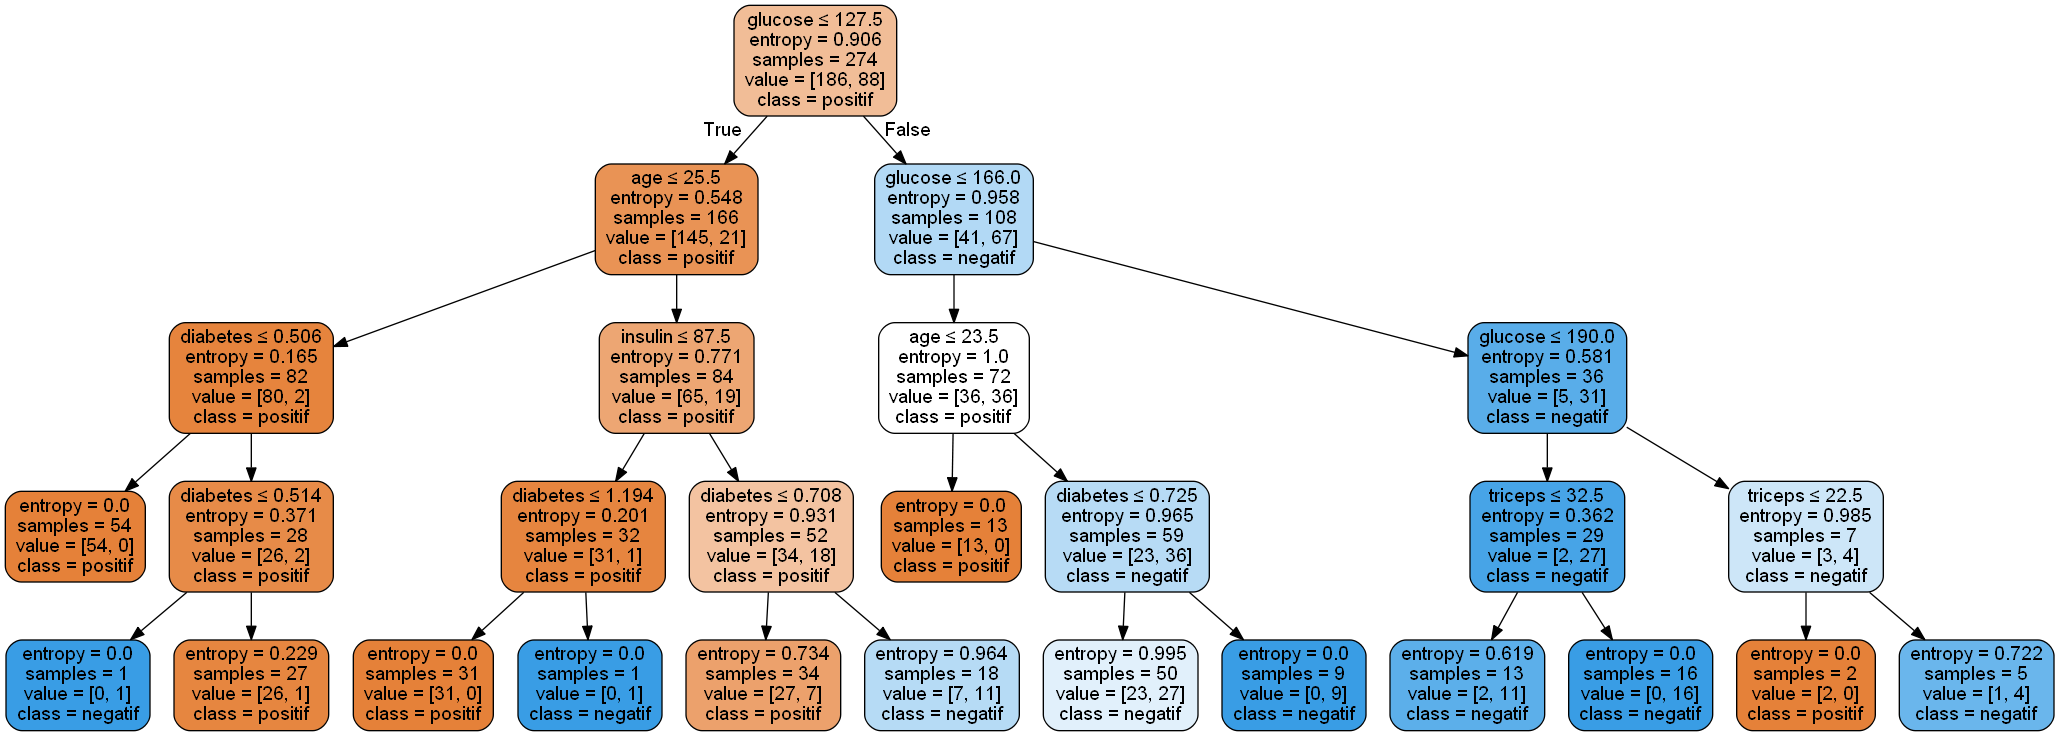 glucose ≤ 127.5
entropy = 0.906
samples = 274
value = [186, 88]
class = positif
True
False
age ≤ 25.5
entropy = 0.548
samples = 166
value = [145, 21]
class = positif
glucose ≤ 166.0
entropy = 0.958
samples = 108
value = [41, 67]
class = negatif
diabetes ≤ 0.506
entropy = 0.165
samples = 82
value = [80, 2]
class = positif
insulin ≤ 87.5
entropy = 0.771
samples = 84
value = [65, 19]
class = positif
age ≤ 23.5
entropy = 1.0
samples = 72
value = [36, 36]
class = positif
glucose ≤ 190.0
entropy = 0.581
samples = 36
value = [5, 31]
class = negatif
entropy = 0.0
samples = 54
value = [54, 0]
class = positif
diabetes ≤ 0.514
entropy = 0.371
samples = 28
value = [26, 2]
class = positif
diabetes ≤ 1.194
entropy = 0.201
samples = 32
value = [31, 1]
class = positif
diabetes ≤ 0.708
entropy = 0.931
samples = 52
value = [34, 18]
class = positif
entropy = 0.0
samples = 13
value = [13, 0]
class = positif
diabetes ≤ 0.725
entropy = 0.965
samples = 59
value = [23, 36]
class = negatif
triceps ≤ 32.5
entropy = 0.362
samples = 29
value = [2, 27]
class = negatif
triceps ≤ 22.5
entropy = 0.985
samples = 7
value = [3, 4]
class = negatif
entropy = 0.0
samples = 1
value = [0, 1]
class = negatif
entropy = 0.229
samples = 27
value = [26, 1]
class = positif
entropy = 0.0
samples = 31
value = [31, 0]
class = positif
entropy = 0.0
samples = 1
value = [0, 1]
class = negatif
entropy = 0.734
samples = 34
value = [27, 7]
class = positif
entropy = 0.964
samples = 18
value = [7, 11]
class = negatif
entropy = 0.995
samples = 50
value = [23, 27]
class = negatif
entropy = 0.0
samples = 9
value = [0, 9]
class = negatif
entropy = 0.619
samples = 13
value = [2, 11]
class = negatif
entropy = 0.0
samples = 16
value = [0, 16]
class = negatif
entropy = 0.0
samples = 2
value = [2, 0]
class = positif
entropy = 0.722
samples = 5
value = [1, 4]
class = negatif